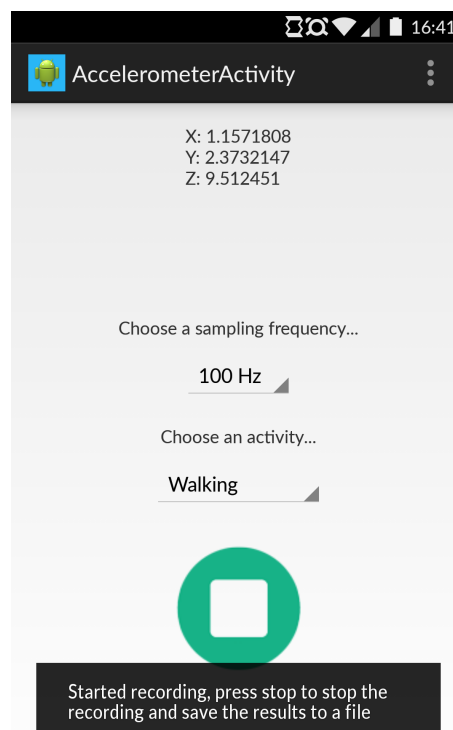 16:41
AccelerometerActivity
X: 1.1571808
Y: 2.3732147
Z: 9.512451
Choose a sampling frequency...
100 Hz
Choose an activity...
Walking
Started recording, press stop to stop the
recording and save the results to a file